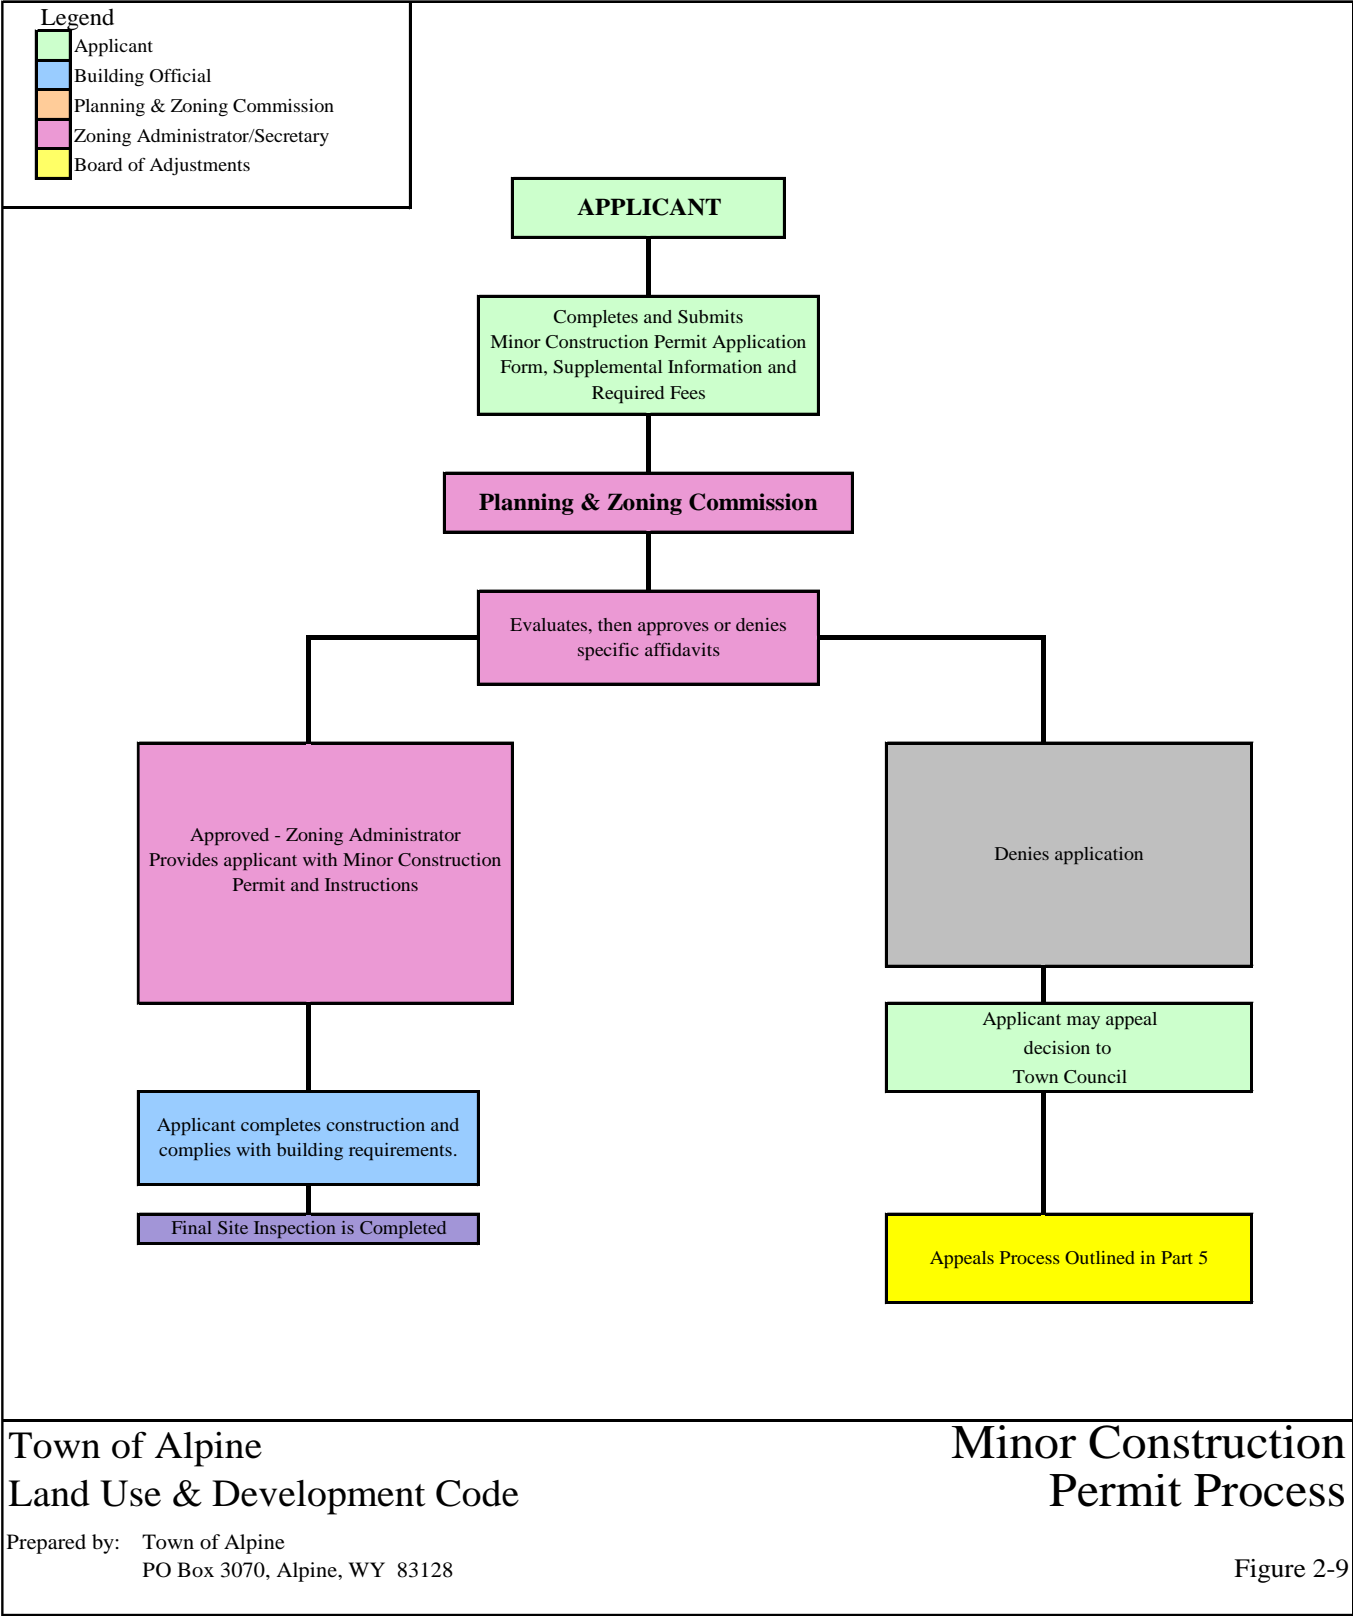 Legend
Applicant
Building Official
Planning & Zoning Commission
Zoning Administrator/Secretary
Board of Adjustments
APPLICANT
Completes and Submits
Minor Construction Permit Application
Form, Supplemental Information and
Required Fees
Planning & Zoning Commission
Evaluates, then approves or denies
specific affidavits
Approved - Zoning Administrator
Provides applicant with Minor Construction
Permit and Instructions
Denies application
Applicant may appeal
decision to
Town Council
Applicant completes construction and
complies with building requirements.
Final Site Inspection is Completed
Appeals Process Outlined in Part 5
Town of Alpine
Land Use & Development Code
Minor Construction
Permit Process
Prepared by: Town of Alpine
PO Box 3070, Alpine, WY 83128
Figure 2-9